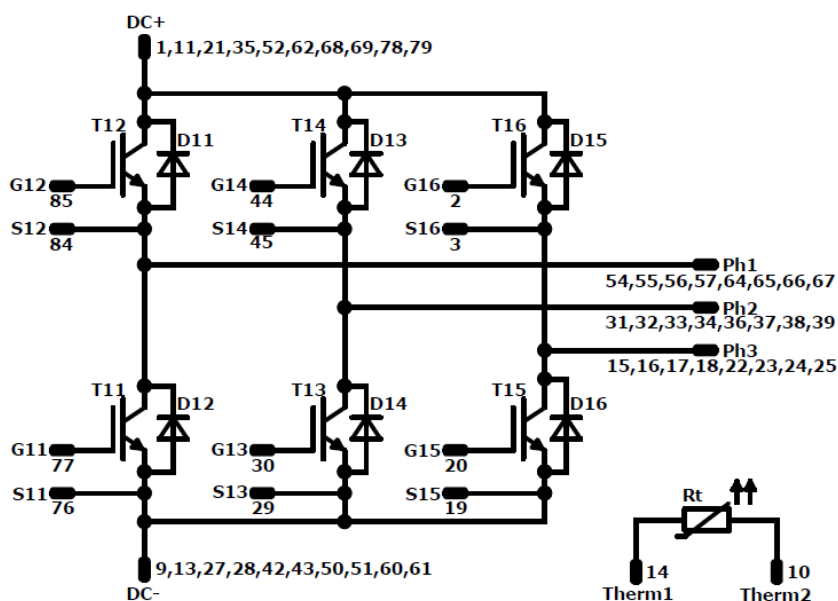 DC+
1,11,21,35,52,62,68,69,78,79
T12
D11
T14
D13
T16
D15
G12
85
G14
44
G16
2
S12
84
S14
45
S16
3
Ph1
54,55,56,57,64,65,66,67
Ph2
31,32,33,34,36,37,38,39
Ph3
15,16,17,18,22,23,24,25
T11
D12
T13
D14
T15
D16
G11
77
G13
30
G15
20
S11
76
S13
29
S15
19
Rt
9,13,27,28,42,43,50,51,60,61
DC-
14
Therm1
10
Therm2